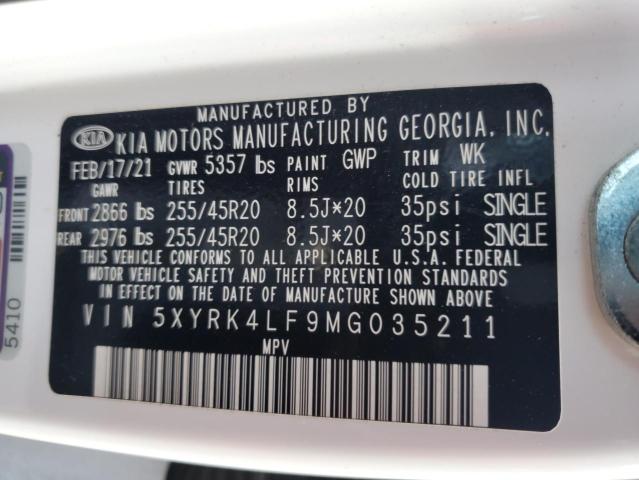 MANUFACTURED BY
KIA KIA MOTORS MANUFACTURING GEORGIA, INC.
FEB/17/21 GVWR 5357 lbs PAINT GWP TRIM WK
GAWR TIRES RIMS COLD TIRE INFL
FRONT 2866 lbs 255/45R20 8.5J×20 35psi SINGLE
REAR 2976 lbs 255/45R20 8.5J×20 35psi SINGLE
THIS VEHICLE CONFORMS TO ALL APPLICABLE U.S.A. FEDERAL
MOTOR VEHICLE SAFETY AND THEFT PREVENTION STANDARDS
IN EFFECT ON THE DATE OF MANUFACTURE SHOWN ABOVE.
VIN 5XYRK4LF9MG035211
MPV
5410